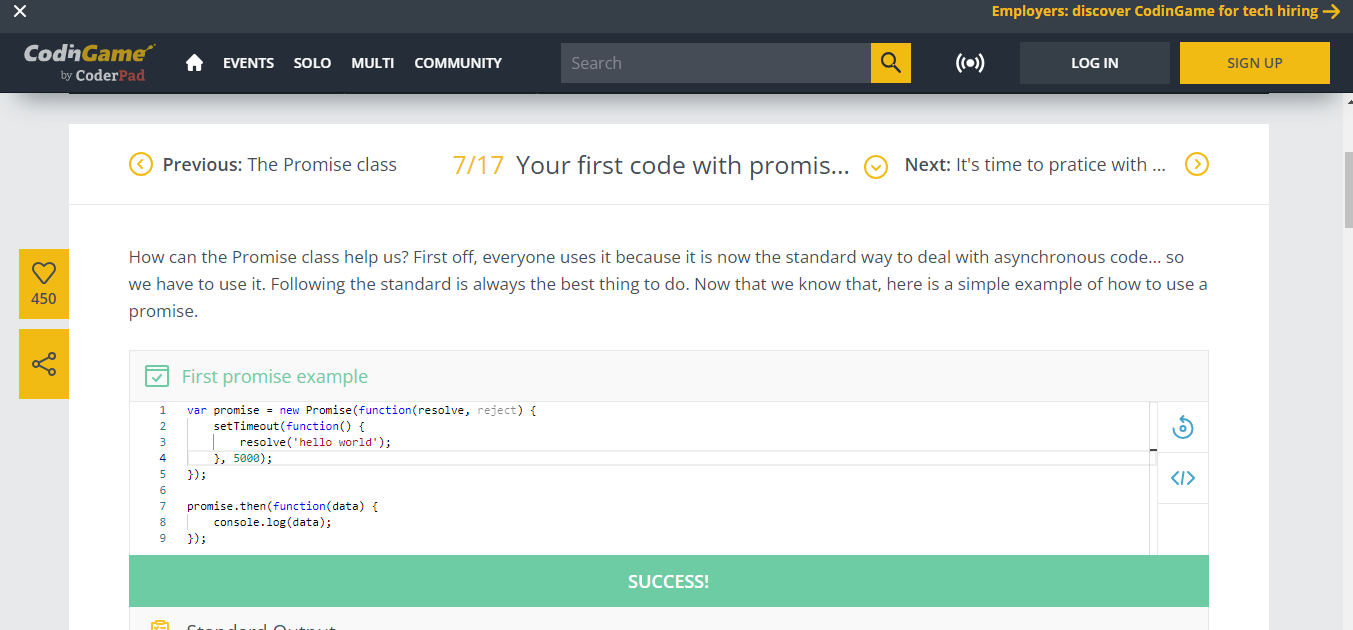 Employers: discover CodinGame for tech hiring
CodinGame
by CoderPad
EVENTS SOLO MULTI COMMUNITY
Search
LOG IN
SIGN UP
Previous: The Promise class
7/17 Your first code with promis...
Next: It's time to pratice with ...
450
How can the Promise class help us? First off, everyone uses it because it is now the standard way to deal with asynchronous code... so
we have to use it. Following the standard is always the best thing to do. Now that we know that, here is a simple example of how to use a
promise.
First promise example
1 var promise = new Promise(function(resolve, reject) {
2     setTimeout(function() {
3         resolve('hello world');
4     }, 5000);
5 });
6
7 promise.then(function(data) {
8     console.log(data);
9 });
SUCCESS!
Standard Output